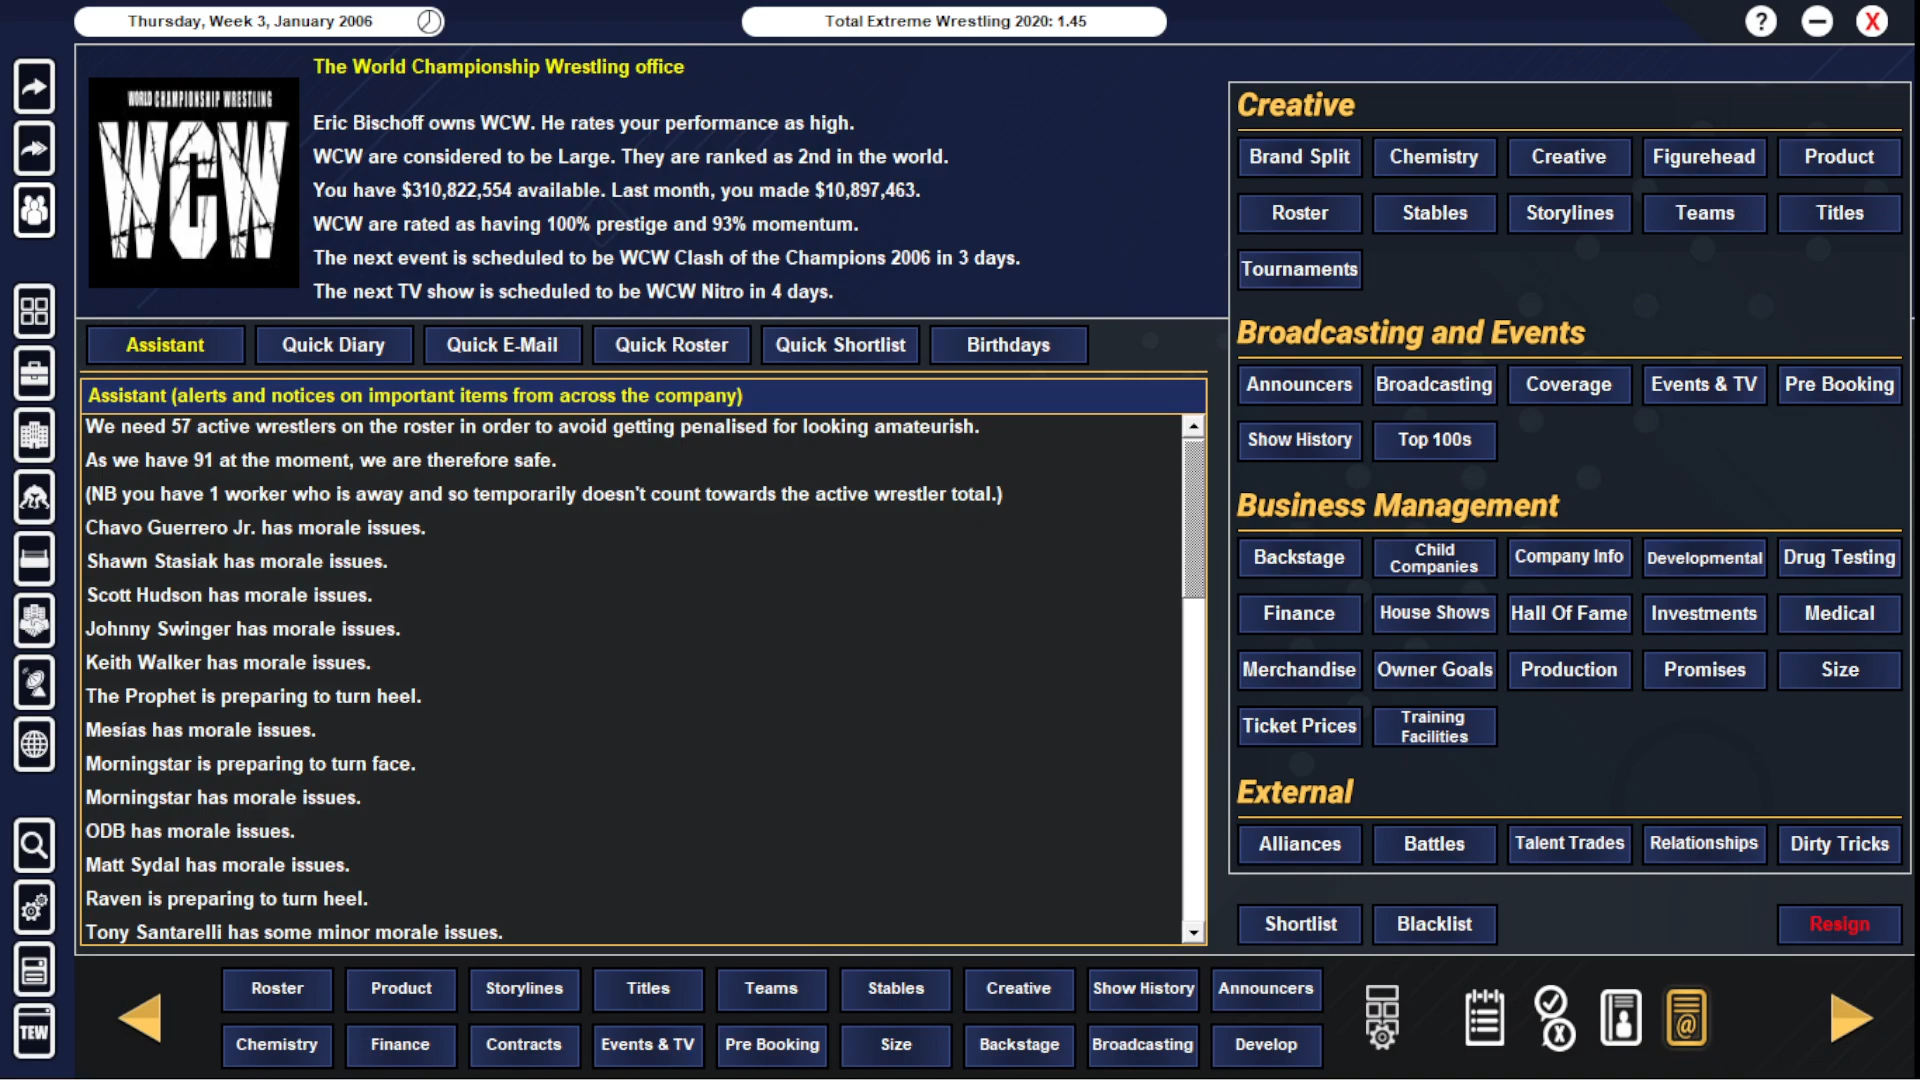 Thursday, Week 3, January 2006
Total Extreme Wrestling 2020: 1.45
?
X
WORLD CHAMPIONSHIP WRESTLING
WCW
The World Championship Wrestling office
Eric Bischoff owns WCW. He rates your performance as high.
WCW are considered to be Large. They are ranked as 2nd in the world.
You have $310,822,554 available. Last month, you made $10,897,463.
WCW are rated as having 100% prestige and 93% momentum.
The next event is scheduled to be WCW Clash of the Champions 2006 in 3 days.
The next TV show is scheduled to be WCW Nitro in 4 days.
Assistant Quick Diary Quick E-Mail Quick Roster Quick Shortlist Birthdays
Assistant (alerts and notices on important items from across the company)
We need 57 active wrestlers on the roster in order to avoid getting penalised for looking amateurish.
As we have 91 at the moment, we are therefore safe.
(NB you have 1 worker who is away and so temporarily doesn't count towards the active wrestler total.)
Chavo Guerrero Jr. has morale issues.
Shawn Stasiak has morale issues.
Scott Hudson has morale issues.
Johnny Swinger has morale issues.
Keith Walker has morale issues.
The Prophet is preparing to turn heel.
Mesías has morale issues.
Morningstar is preparing to turn face.
Morningstar has morale issues.
ODB has morale issues.
Matt Sydal has morale issues.
Raven is preparing to turn heel.
Tony Santarelli has some minor morale issues.
Creative
Brand Split Chemistry Creative Figurehead Product
Roster Stables Storylines Teams Titles
Tournaments
Broadcasting and Events
Announcers Broadcasting Coverage Events & TV Pre Booking
Show History Top 100s
Business Management
Backstage Child Companies Company Info Developmental Drug Testing
Finance House Shows Hall Of Fame Investments Medical
Merchandise Owner Goals Production Promises Size
Ticket Prices Training Facilities
External
Alliances Battles Talent Trades Relationships Dirty Tricks
Shortlist Blacklist Resign
TEW
Roster Product Storylines Titles Teams Stables Creative Show History Announcers
Chemistry Finance Contracts Events & TV Pre Booking Size Backstage Broadcasting Develop